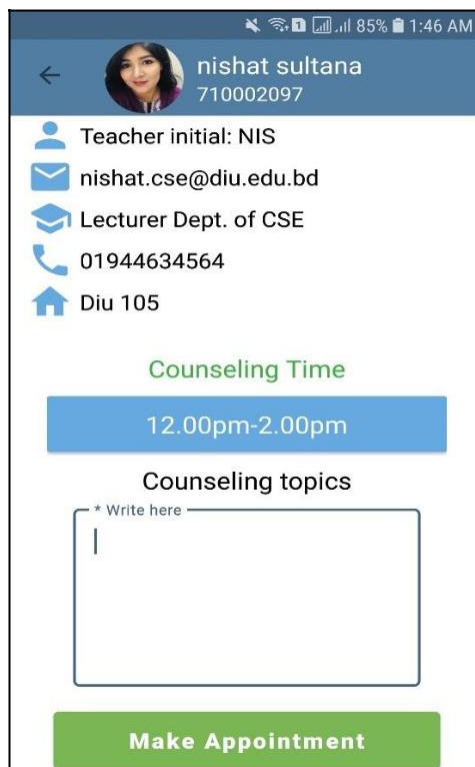 85% 1:46 AM
nishat sultana
710002097
Teacher initial: NIS
nishat.cse@diu.edu.bd
Lecturer Dept. of CSE
01944634564
Diu 105
Counseling Time
12.00pm-2.00pm
Counseling topics
* Write here
Make Appointment